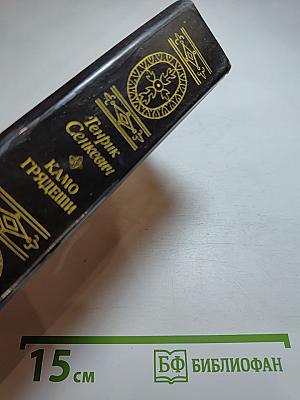 Генрик
Сенкевич
КАМО
ГРЯДЕШИ
15 см
БФ БИБЛИОФАН